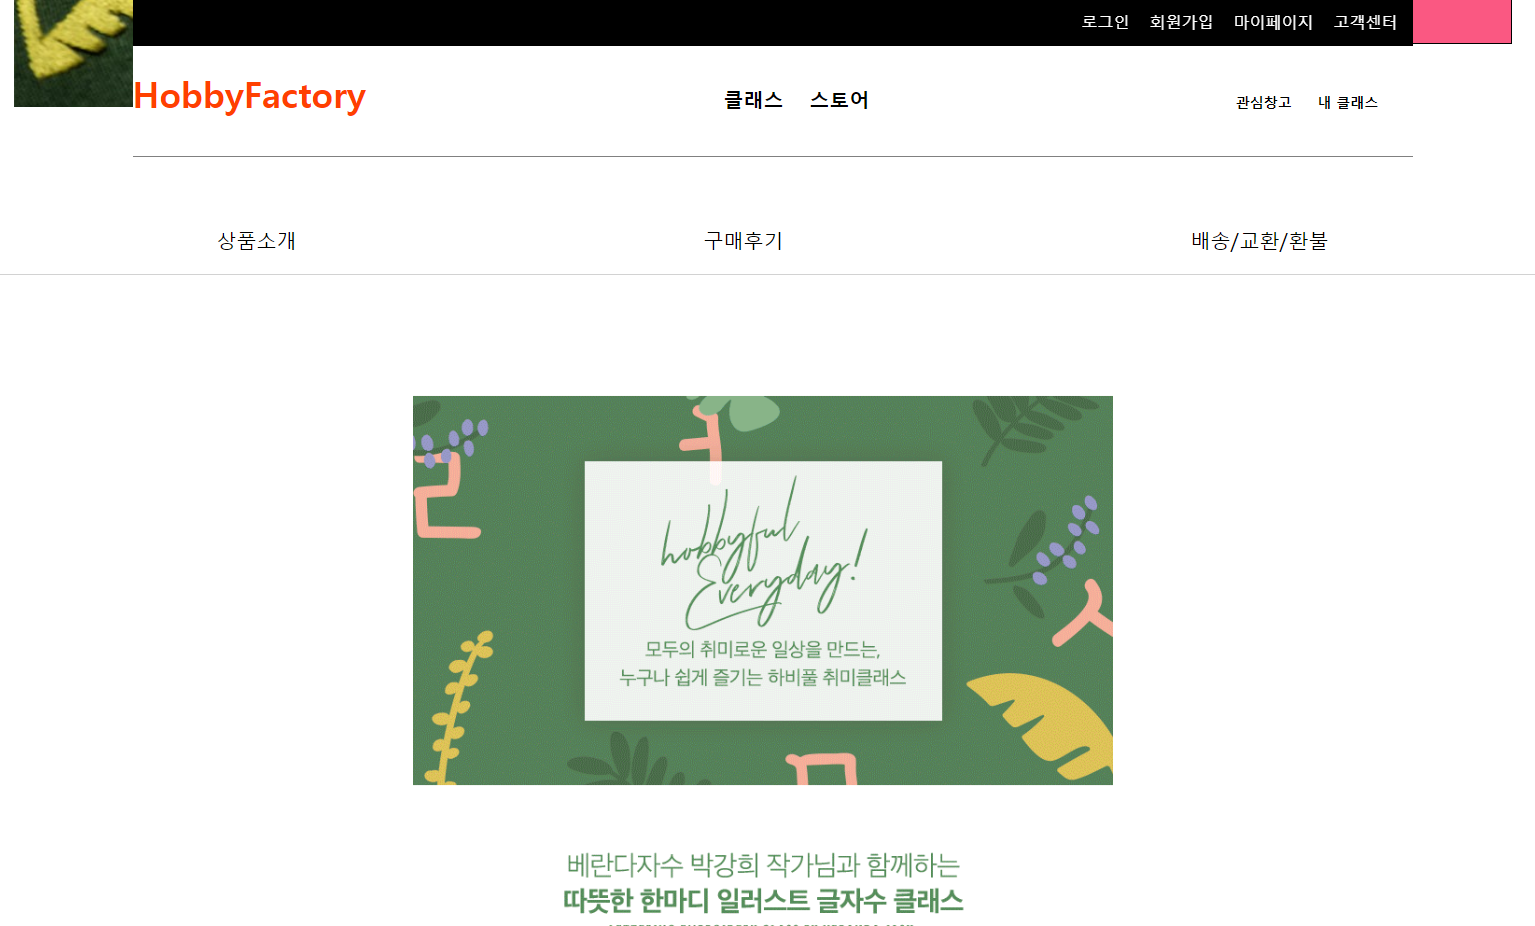 로그인 회원가입 마이페이지 고객센터
HobbyFactory 클래스 스토어 관심창고 내 클래스
상품소개 구매후기 배송/교환/환불
hobbyful
Everyday!
모두의 취미로운 일상을 만드는,
누구나 쉽게 즐기는 하비풀 취미클래스
베란다자수 박강희 작가님과 함께하는
따뜻한 한마디 일러스트 글자수 클래스